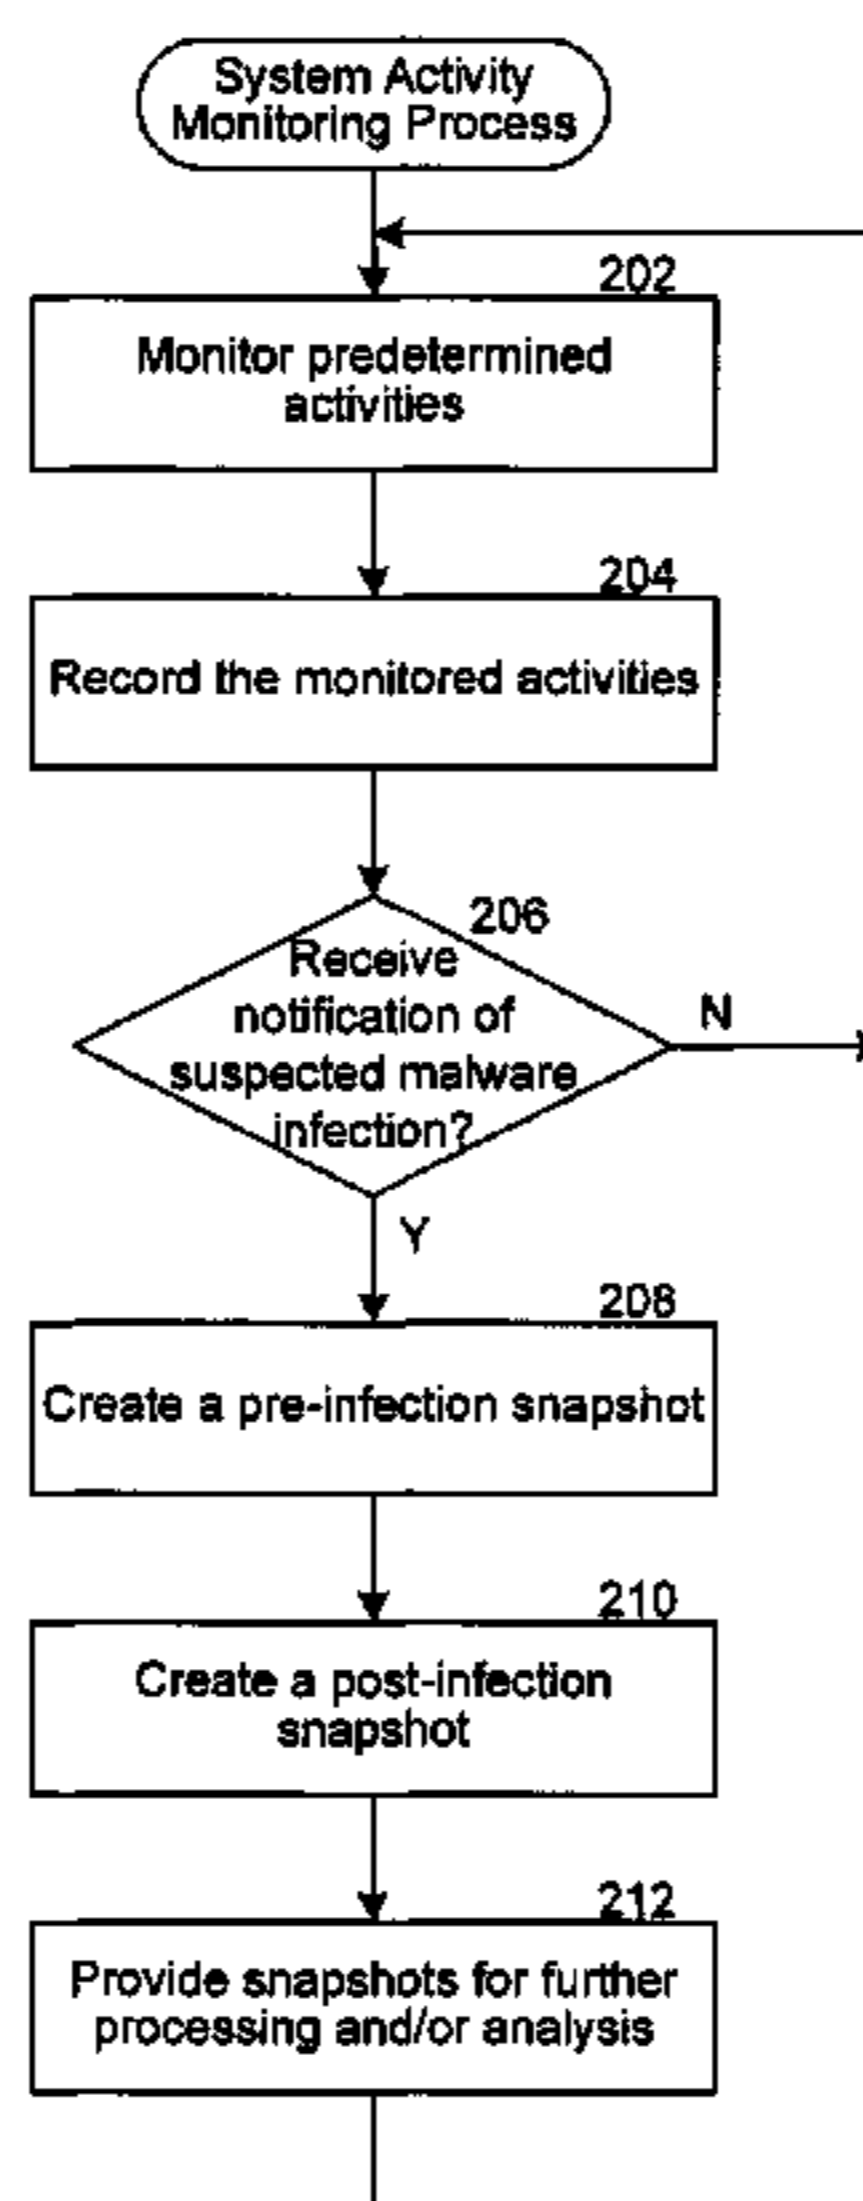 System Activity
Monitoring Process
202
Monitor predetermined
activities
204
Record the monitored activities
206
Receive
notification of
suspected malware
infection?
N
Y
208
Create a pre-infection snapshot
210
Create a post-infection
snapshot
212
Provide snapshots for further
processing and/or analysis